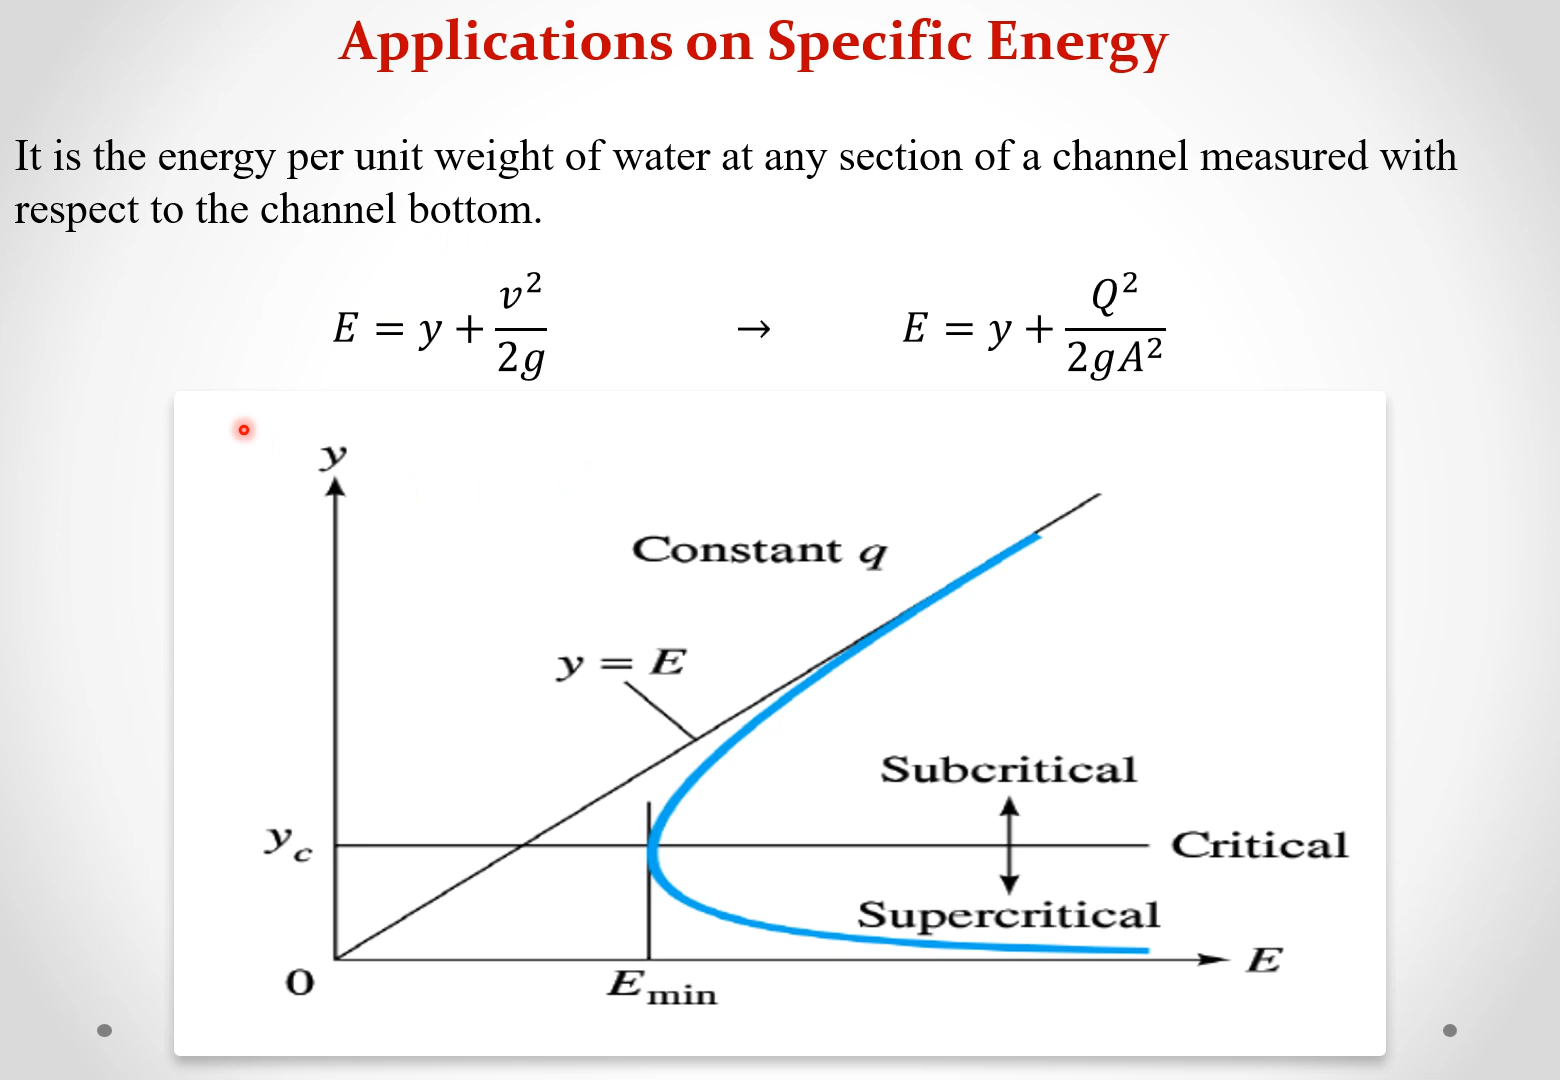 Applications on Specific Energy
It is the energy per unit weight of water at any section of a channel measured with
respect to the channel bottom.
E = y + v²/2g → E = y + Q²/2gA²
y
Constant q
y = E
Subcritical
y_c
Critical
Supercritical
E
0
E_min